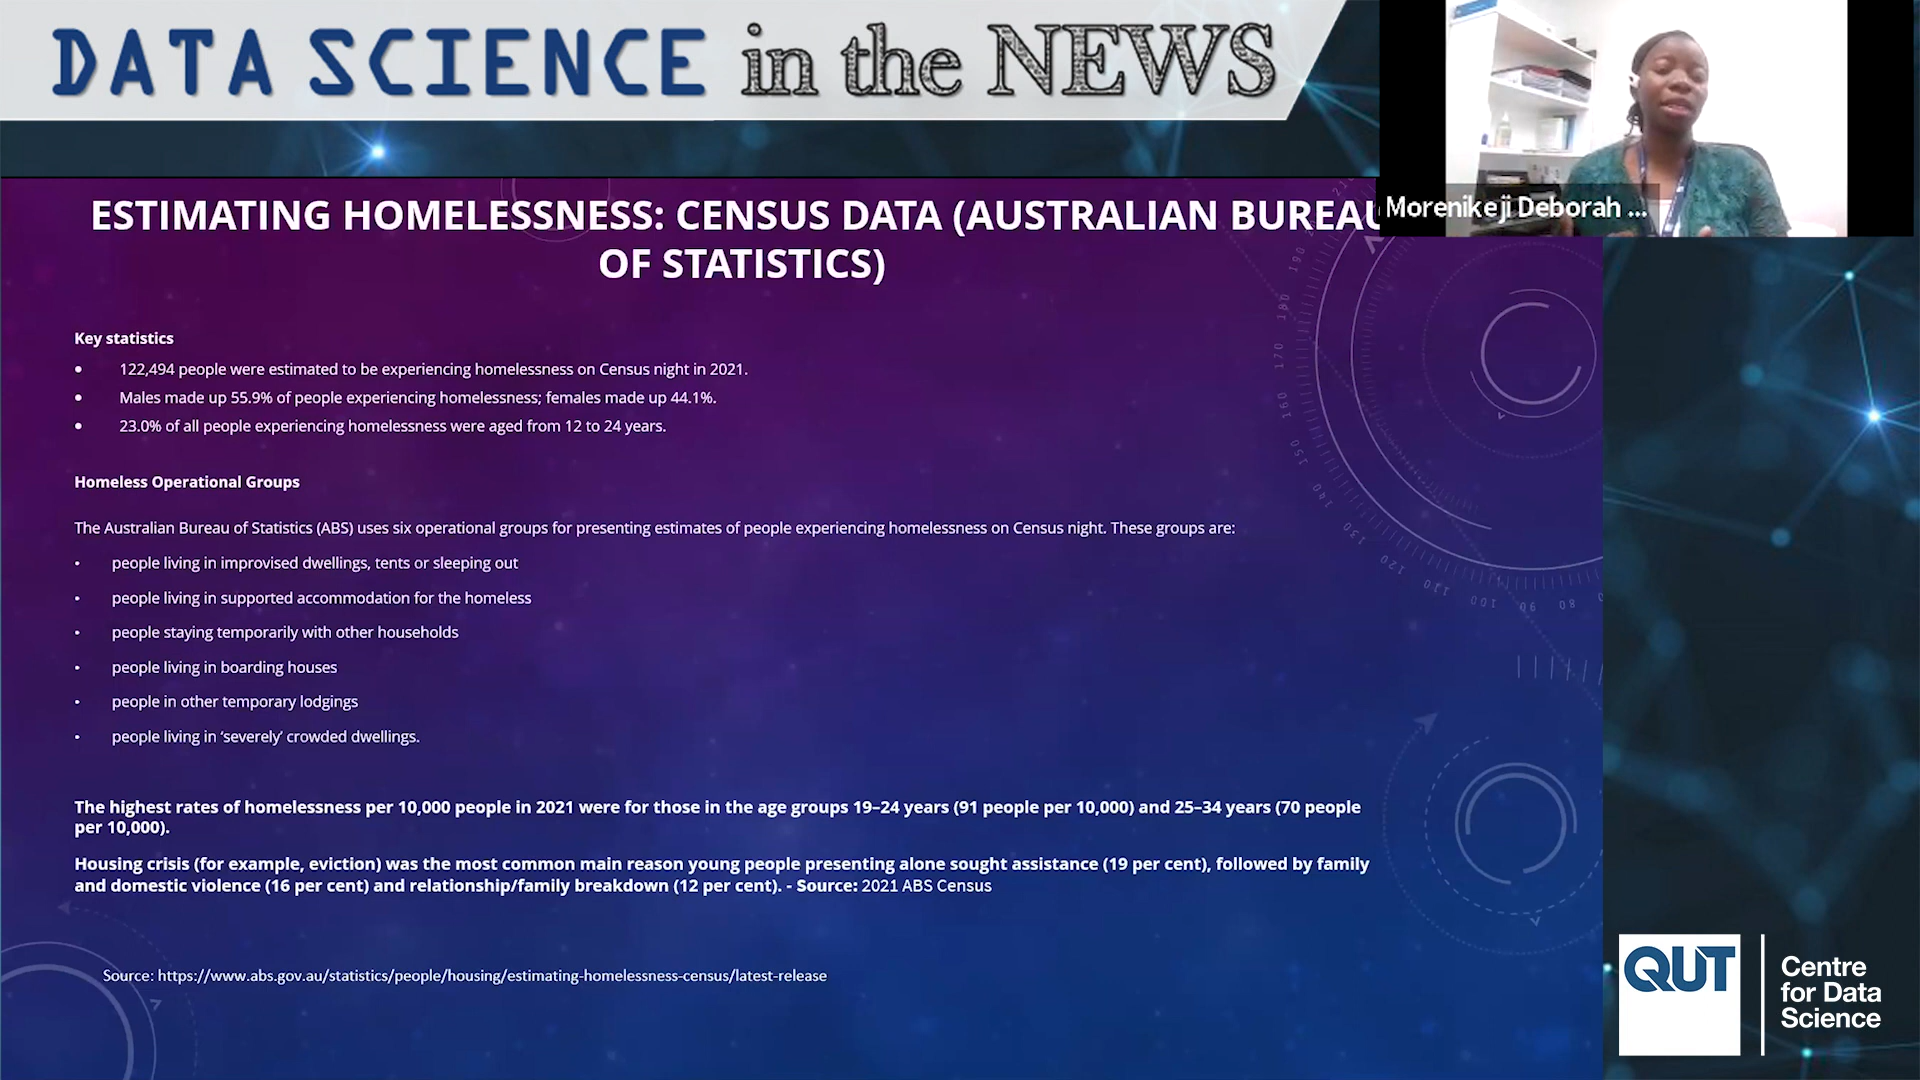 DATA SCIENCE in the NEWS
Morenikeji Deborah ...
ESTIMATING HOMELESSNESS: CENSUS DATA (AUSTRALIAN BUREAU
OF STATISTICS)
Key statistics
• 122,494 people were estimated to be experiencing homelessness on Census night in 2021.
• Males made up 55.9% of people experiencing homelessness; females made up 44.1%.
• 23.0% of all people experiencing homelessness were aged from 12 to 24 years.
Homeless Operational Groups
The Australian Bureau of Statistics (ABS) uses six operational groups for presenting estimates of people experiencing homelessness on Census night. These groups are:
• people living in improvised dwellings, tents or sleeping out
• people living in supported accommodation for the homeless
• people staying temporarily with other households
• people living in boarding houses
• people in other temporary lodgings
• people living in ‘severely’ crowded dwellings.
The highest rates of homelessness per 10,000 people in 2021 were for those in the age groups 19–24 years (91 people per 10,000) and 25–34 years (70 people
per 10,000).
Housing crisis (for example, eviction) was the most common main reason young people presenting alone sought assistance (19 per cent), followed by family
and domestic violence (16 per cent) and relationship/family breakdown (12 per cent). - Source: 2021 ABS Census
Source: https://www.abs.gov.au/statistics/people/housing/estimating-homelessness-census/latest-release
QUT
Centre
for Data
Science